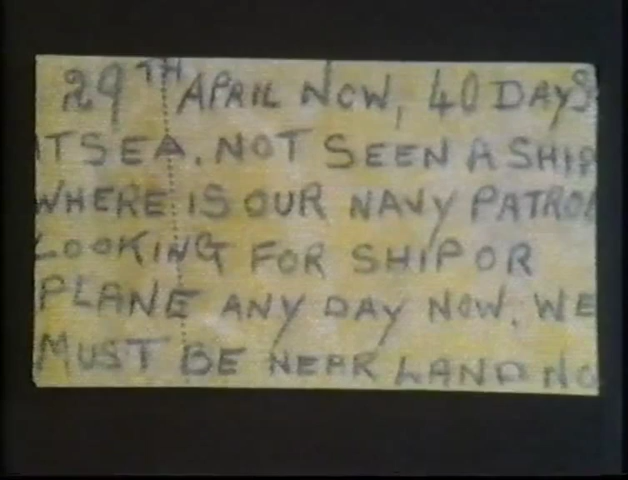 29TH APRIL NOW, 40 DAYS
AT SEA. NOT SEEN A SHIP
WHERE IS OUR NAVY PATROL
LOOKING FOR SHIP OR
PLANE ANY DAY NOW. WE
MUST BE NEAR LAND NO